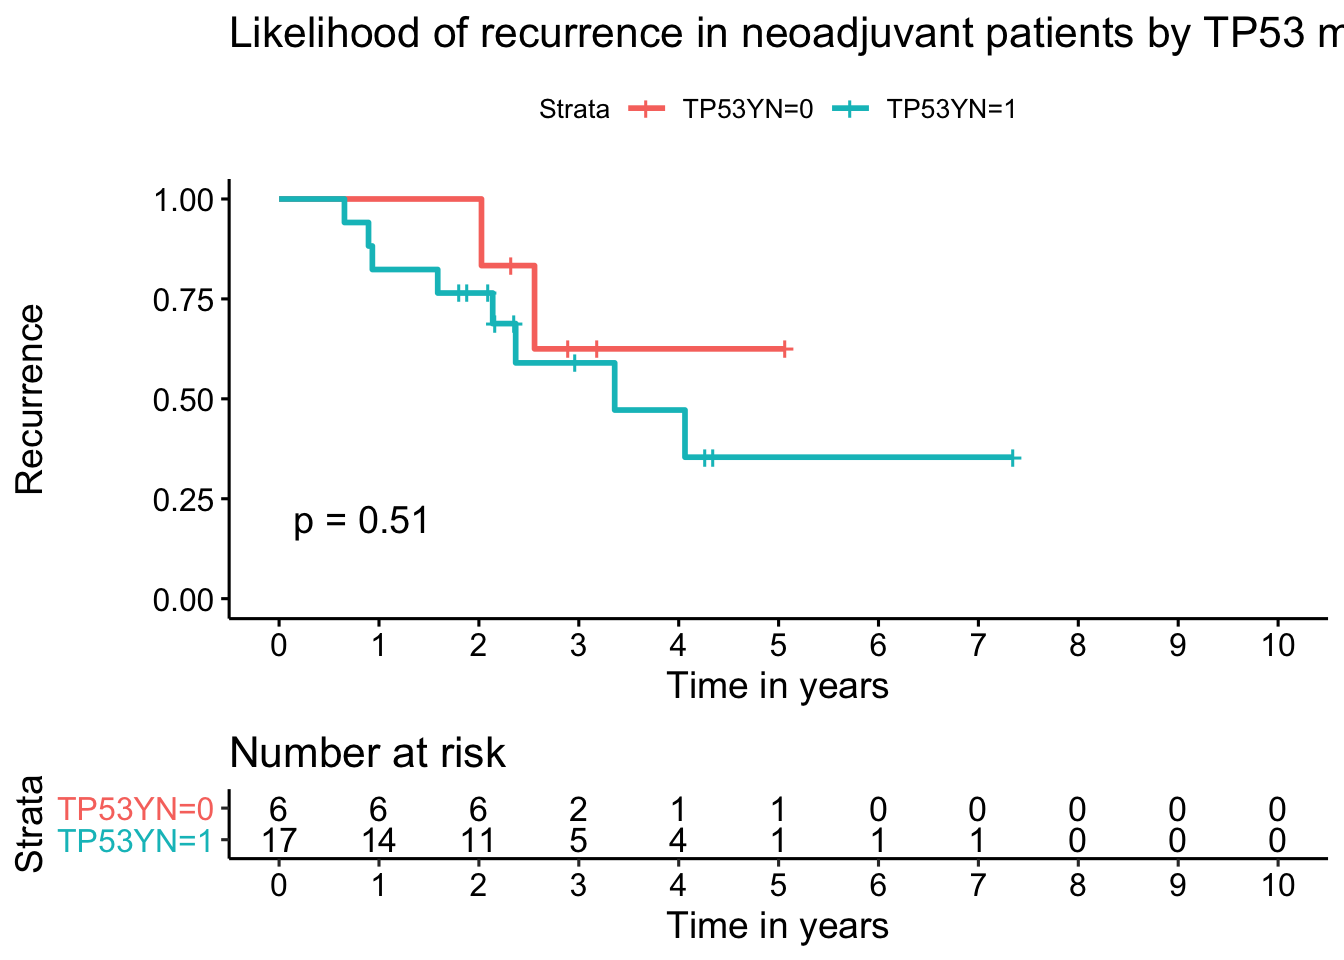 Likelihood of recurrence in neoadjuvant patients by TP53 m
Strata TP53YN=0 TP53YN=1
Recurrence
1.00
0.75
0.50
0.25
0.00
p = 0.51
0 1 2 3 4 5 6 7 8 9 10
Time in years
Number at risk
Strata
TP53YN=0 6 6 6 2 1 1 0 0 0 0 0
TP53YN=1 17 14 11 5 4 1 1 1 0 0 0
0 1 2 3 4 5 6 7 8 9 10
Time in years